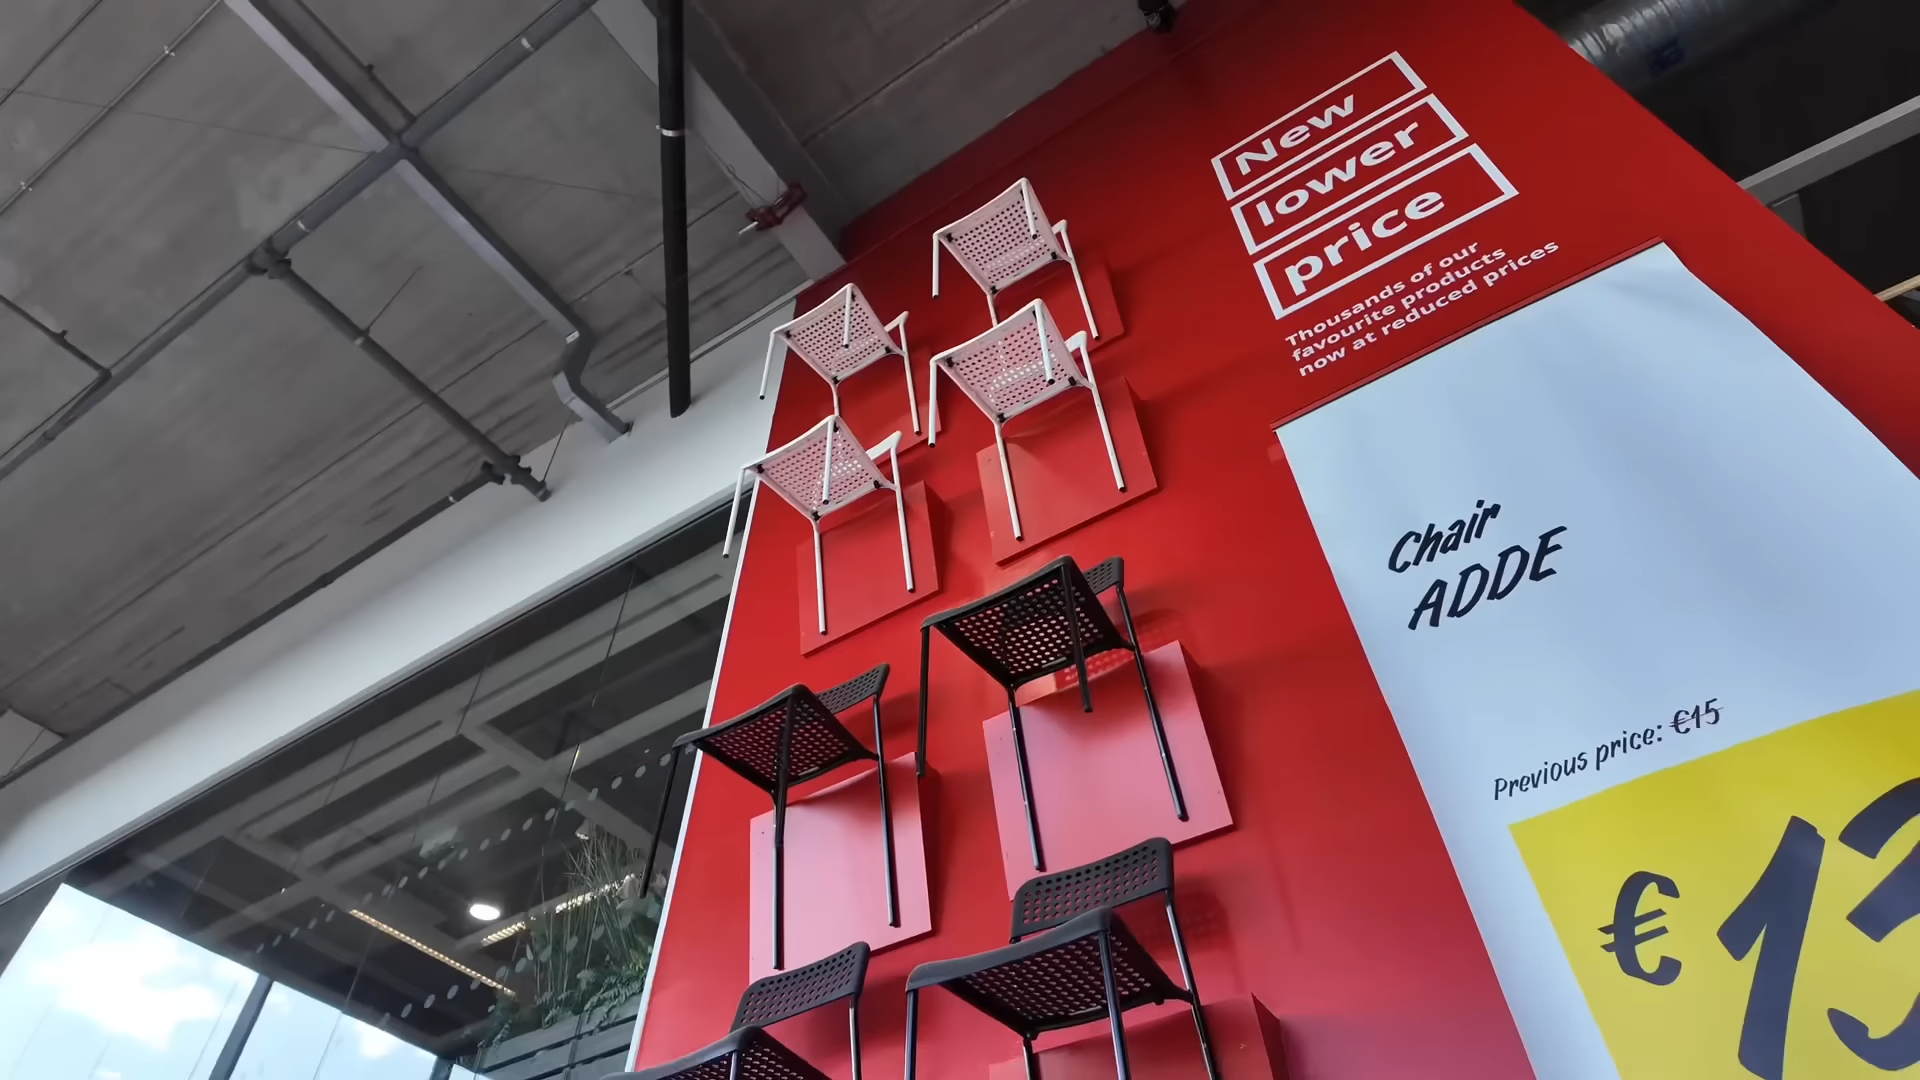 New
lower
price
Thousands of our
favourite products
now at reduced prices
Chair
ADDE
Previous price: €15
€13